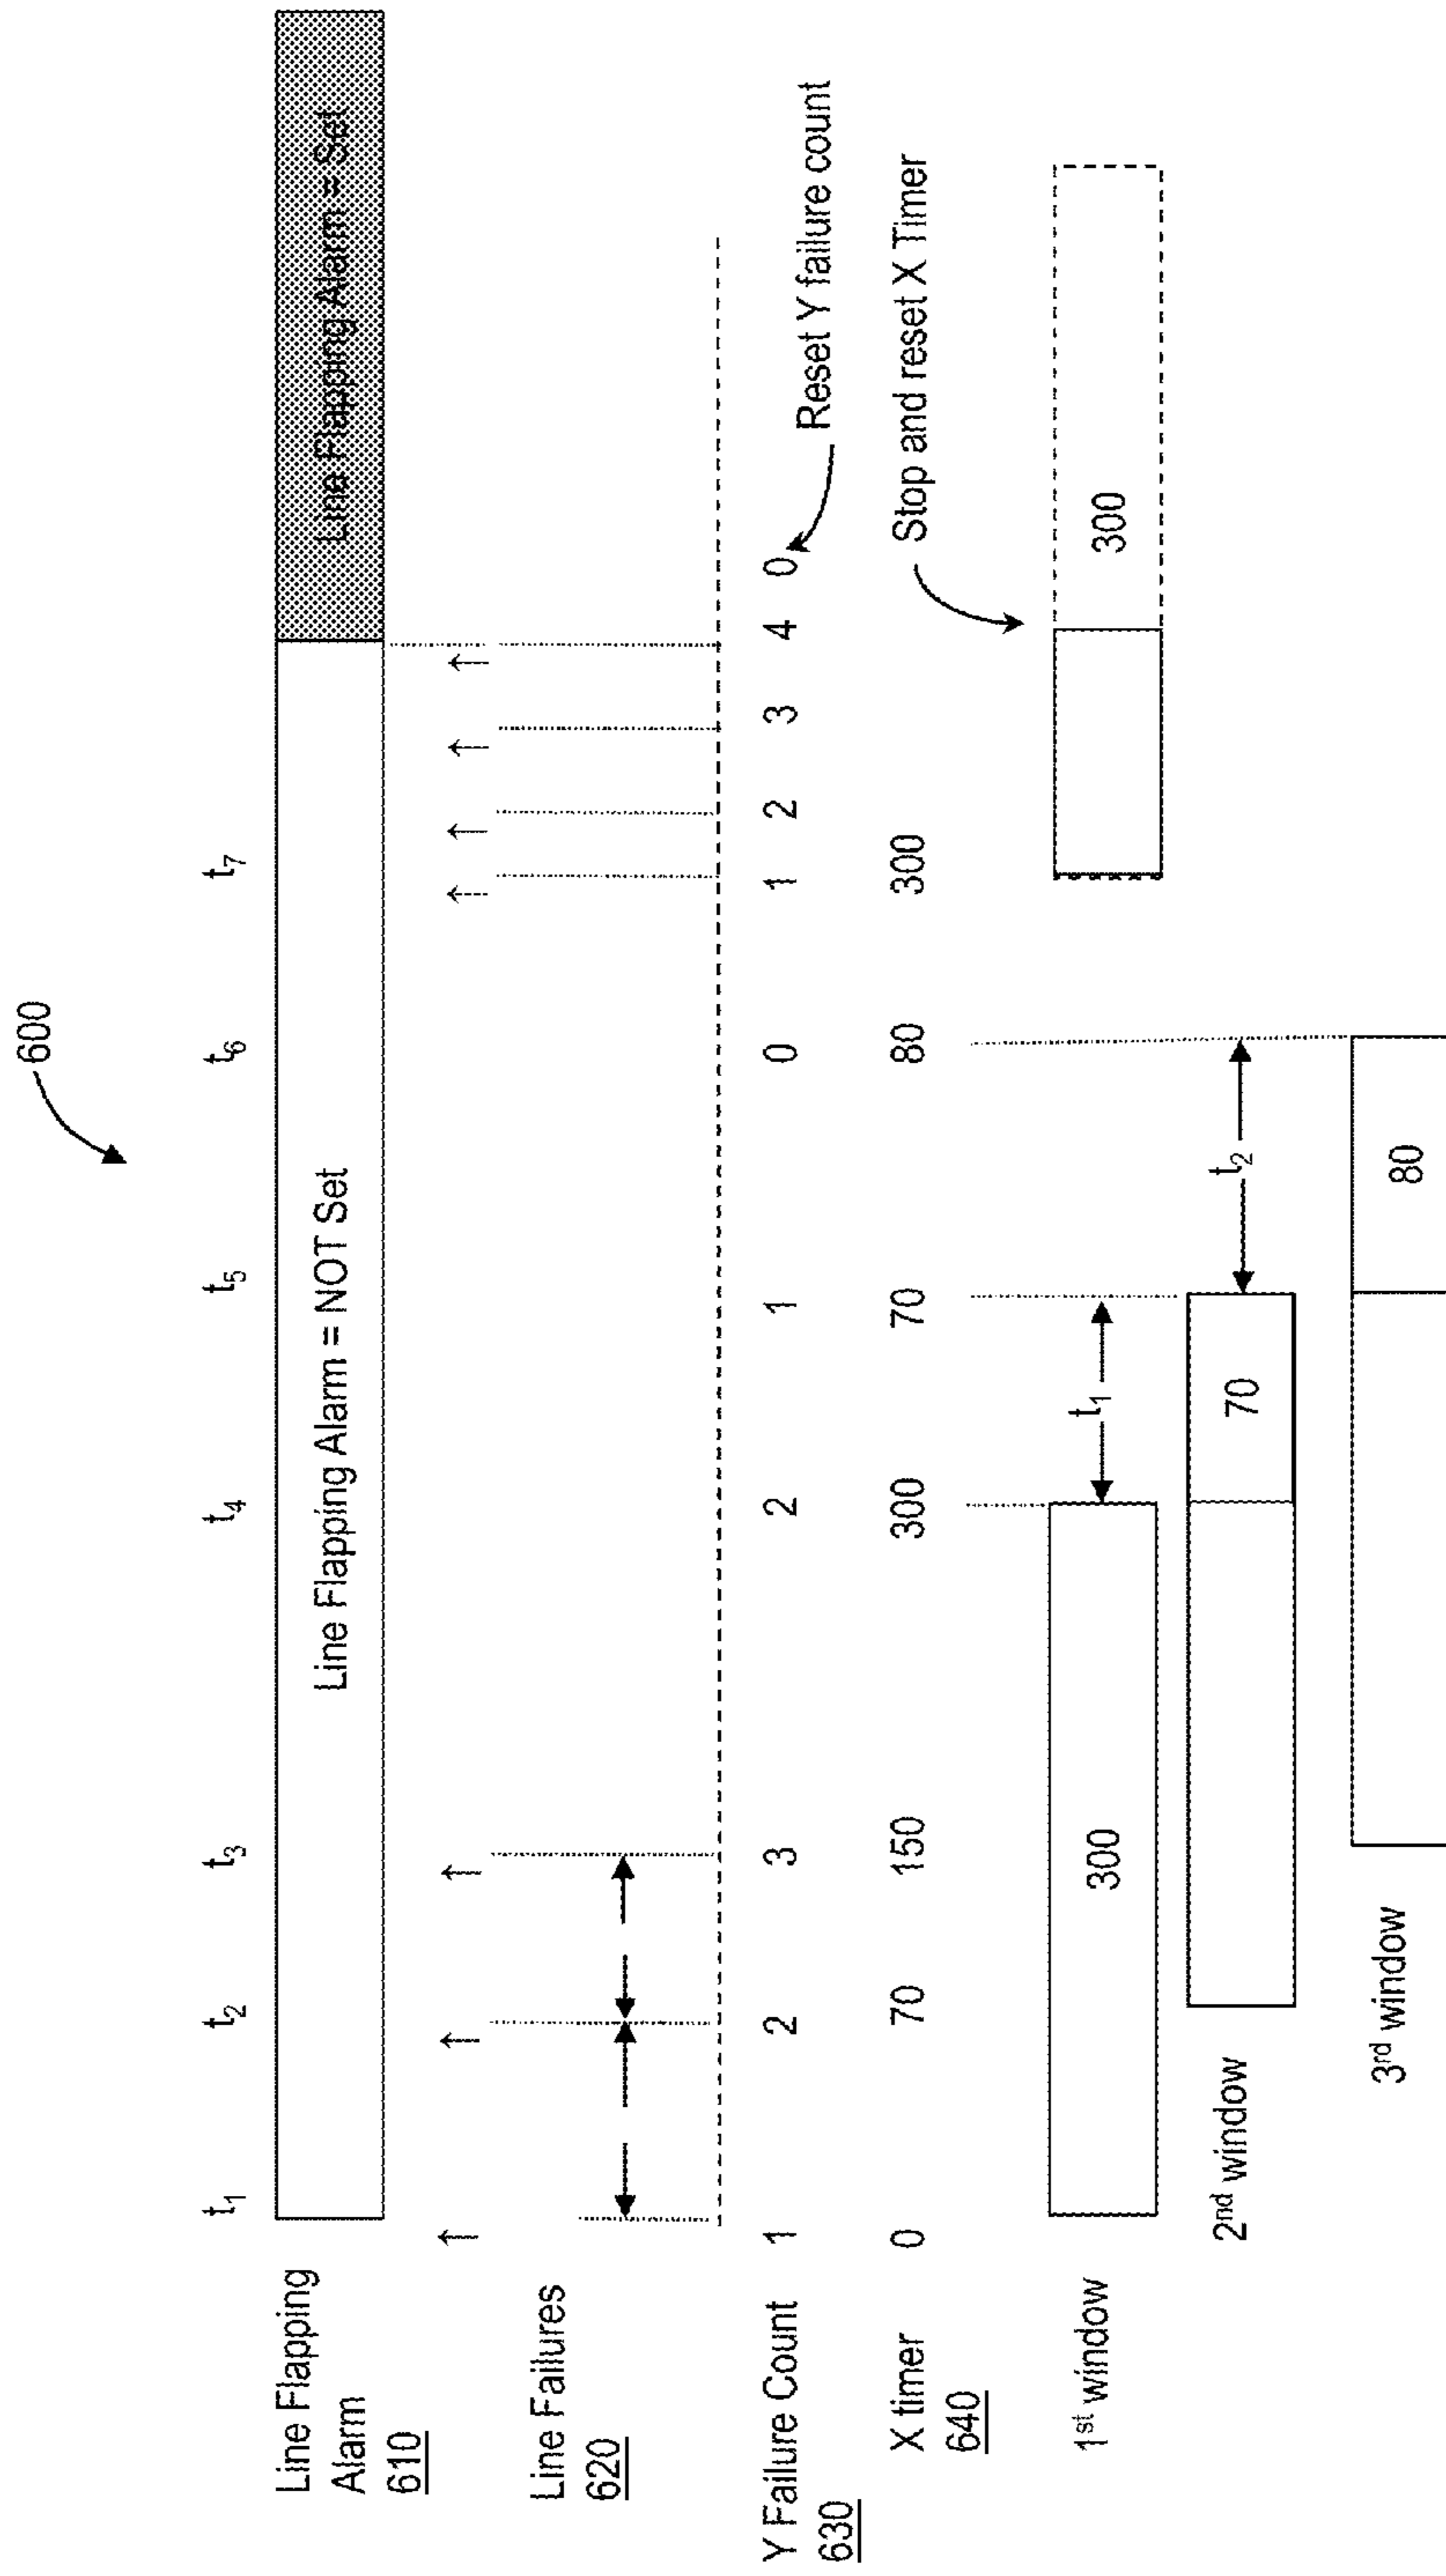 600
t1 t2 t3 t4 t5 t6 t7
Line Flapping
Alarm
610
Line Flapping Alarm = NOT Set
Line Flapping Alarm = Set
Line Failures
620
Y Failure Count
630
1 2 3 2 1 0 1 2 3 4 0
Reset Y failure count
X timer
640
0 70 150 300 70 80 300
Stop and reset X Timer
1st window
300
t1
300
2nd window
70
t2
3rd window
80